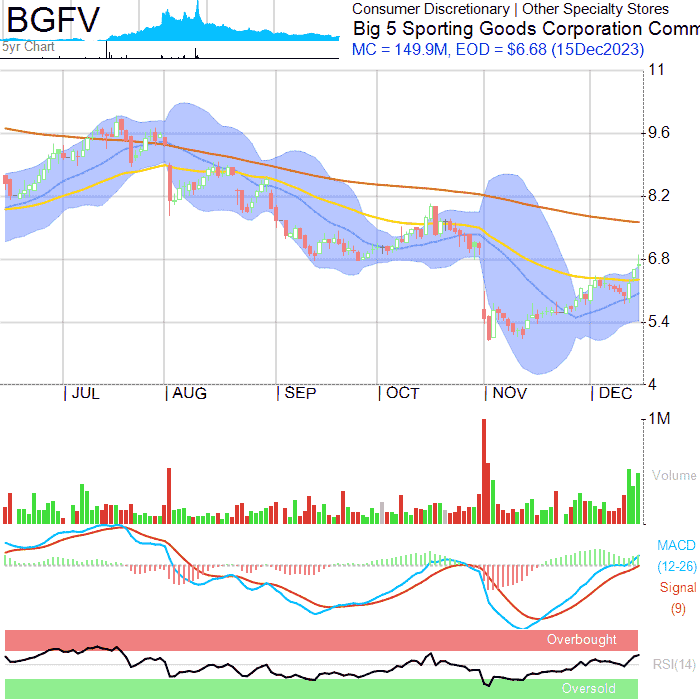 BGFV
5yr Chart
Consumer Discretionary | Other Specialty Stores
Big 5 Sporting Goods Corporation Comm
MC = 149.9M, EOD = $6.68 (15Dec2023)
11
9.6
8.2
6.8
5.4
4
JUL
AUG
SEP
OCT
NOV
DEC
1M
Volume
MACD
(12-26)
Signal
(9)
Overbought
RSI(14)
Oversold